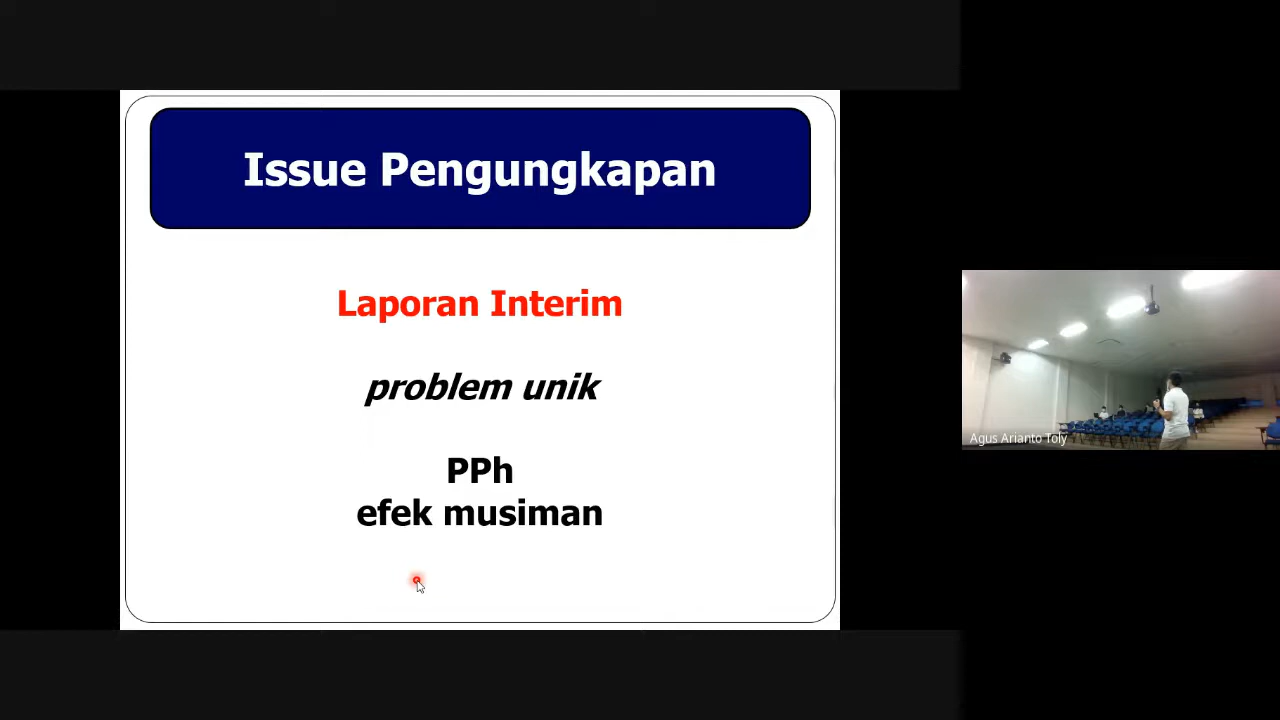 Issue Pengungkapan
Laporan Interim
problem unik
PPh
efek musiman
Agus Arianto Toly